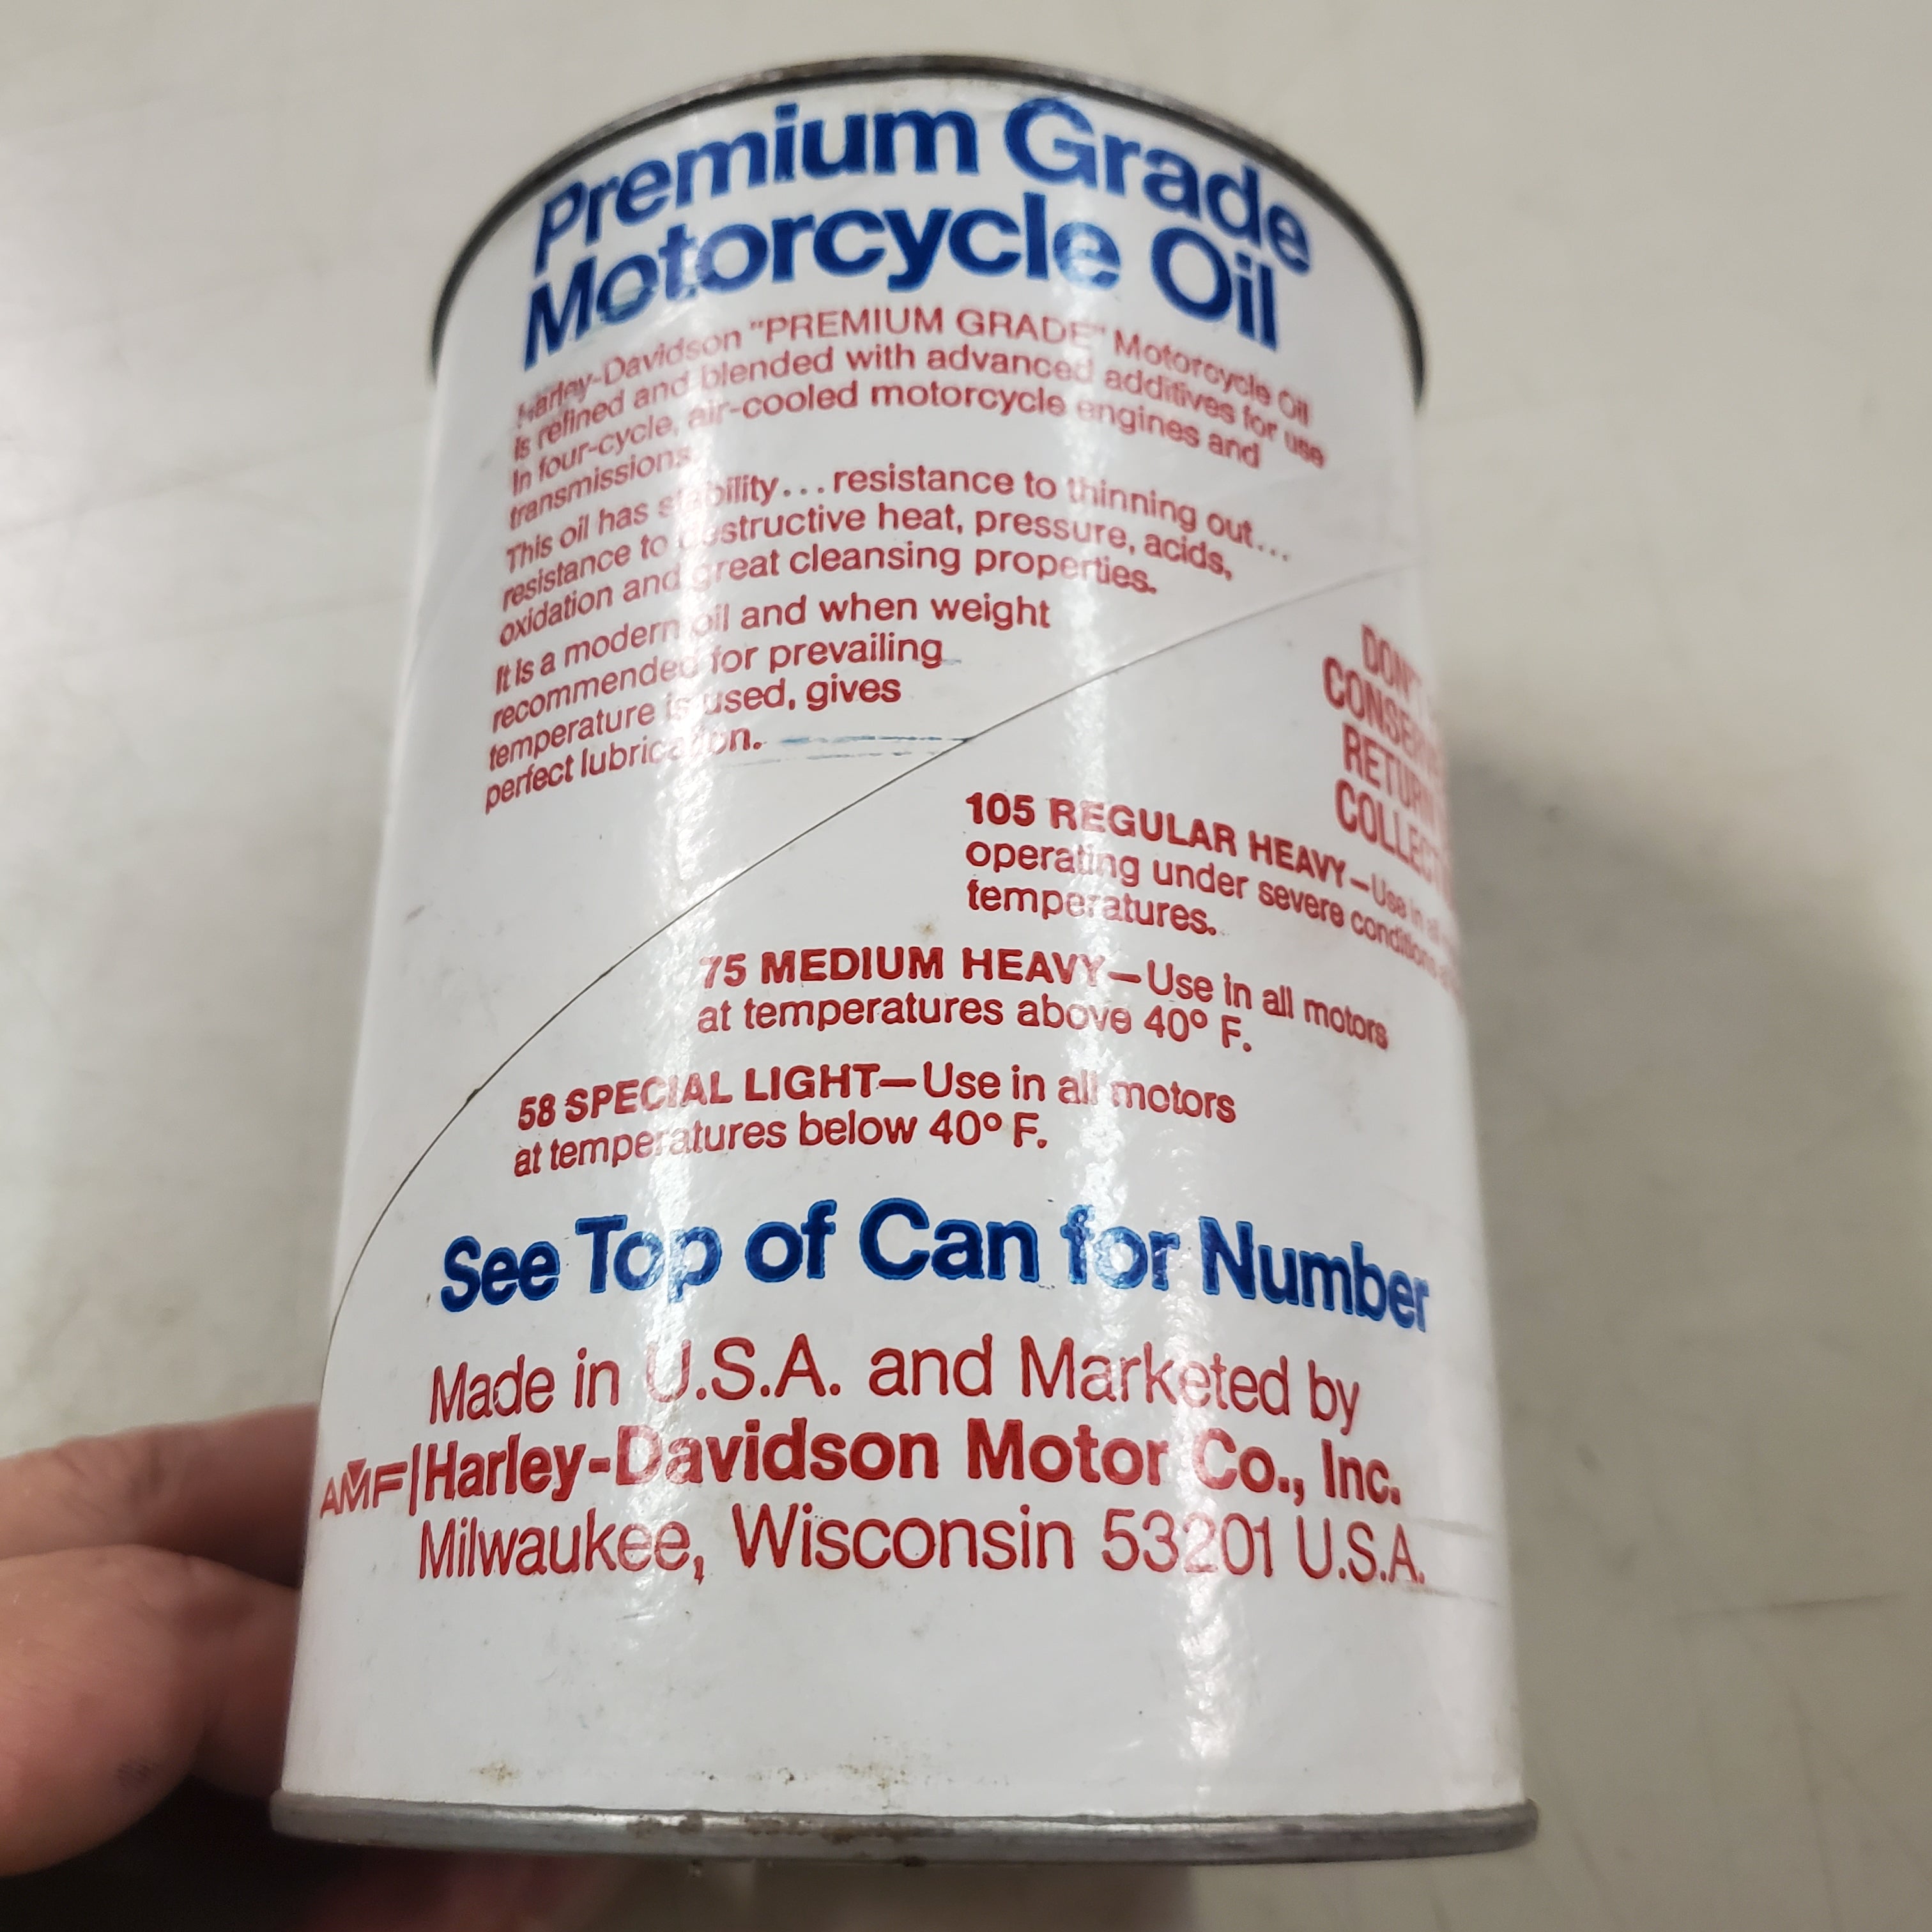 Premium Grade
Motorcycle Oil
Harley-Davidson "PREMIUM GRADE" Motorcycle Oil
is refined and blended with advanced additives for use
In four-cycle, air-cooled motorcycle engines and
transmissions.
This oil has stability...resistance to thinning out...
resistance to destructive heat, pressure, acids,
oxidation and great cleansing properties.
It is a modern oil and when weight
recommended for prevailing
temperature is used, gives
perfect lubrication.
DON'T
RETURN
105 REGULAR HEAVY—Use in all
operating under severe conditions
temperatures.
75 MEDIUM HEAVY—Use in all motors
at temperatures above 40° F.
58 SPECIAL LIGHT—Use in all motors
at temperatures below 40° F.
See Top of Can for Number
Made in U.S.A. and Marketed by
AMF|Harley-Davidson Motor Co., Inc.
Milwaukee, Wisconsin 53201 U.S.A.